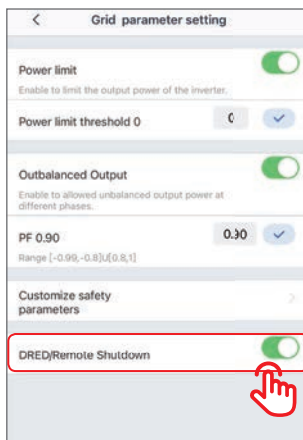 Grid parameter setting
Power limit
Enable to limit the output power of the inverter.
Power limit threshold 0
0
Outbalanced Output
Enable to allowed unbalanced output power at
different phases.
PF 0.90
0.90
Range [-0.99,-0.8]U[0.8,1]
Customize safety
parameters
DRED/Remote Shutdown